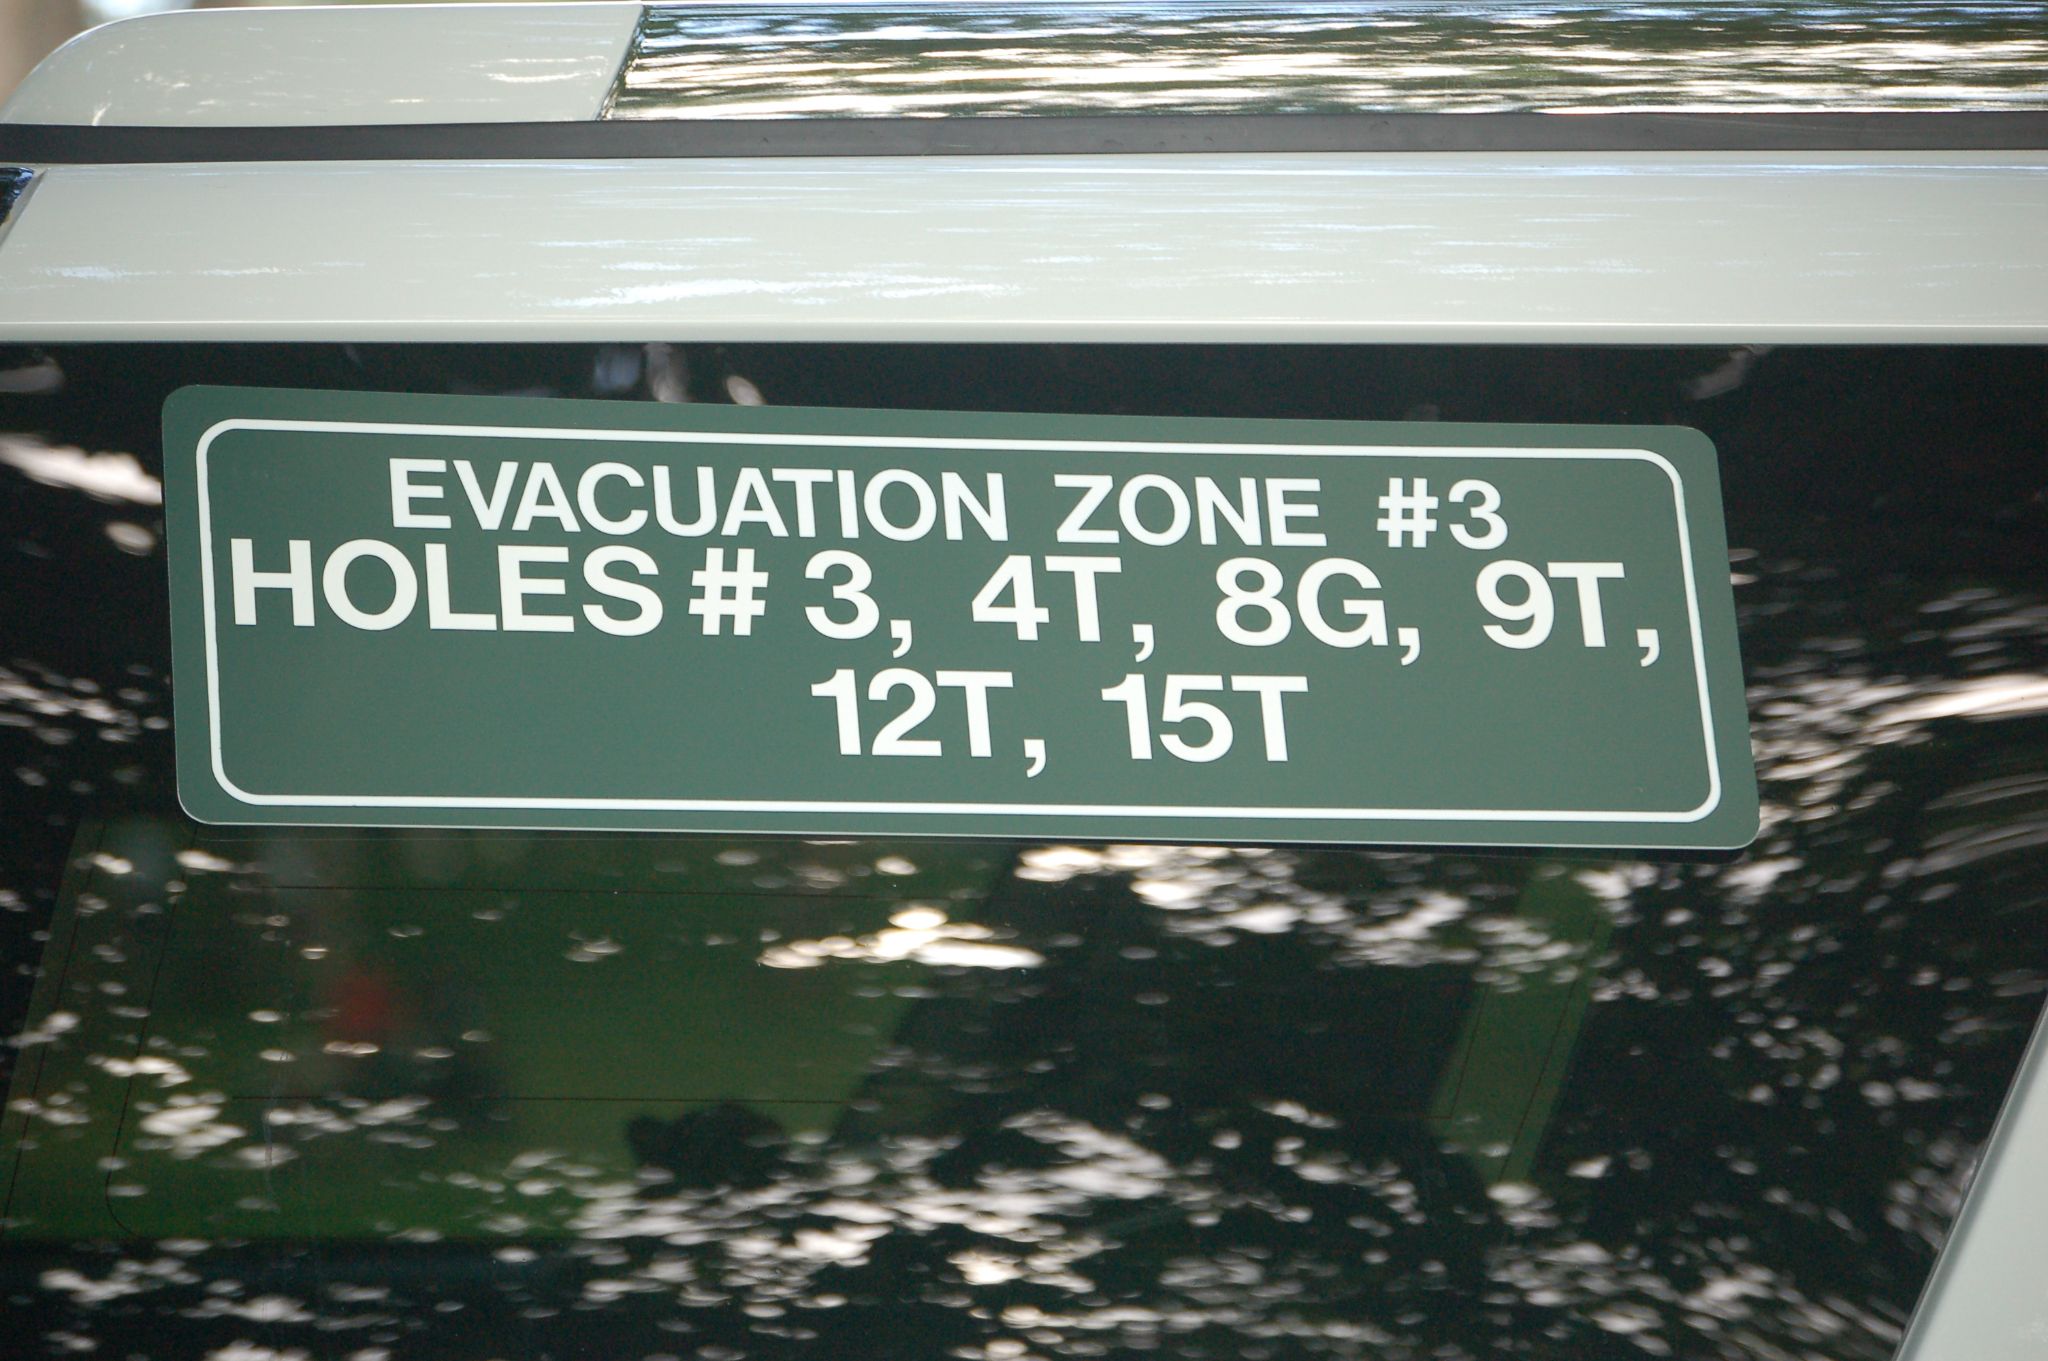 EVACUATION ZONE #3
HOLES # 3, 4T, 8G, 9T,
12T, 15T